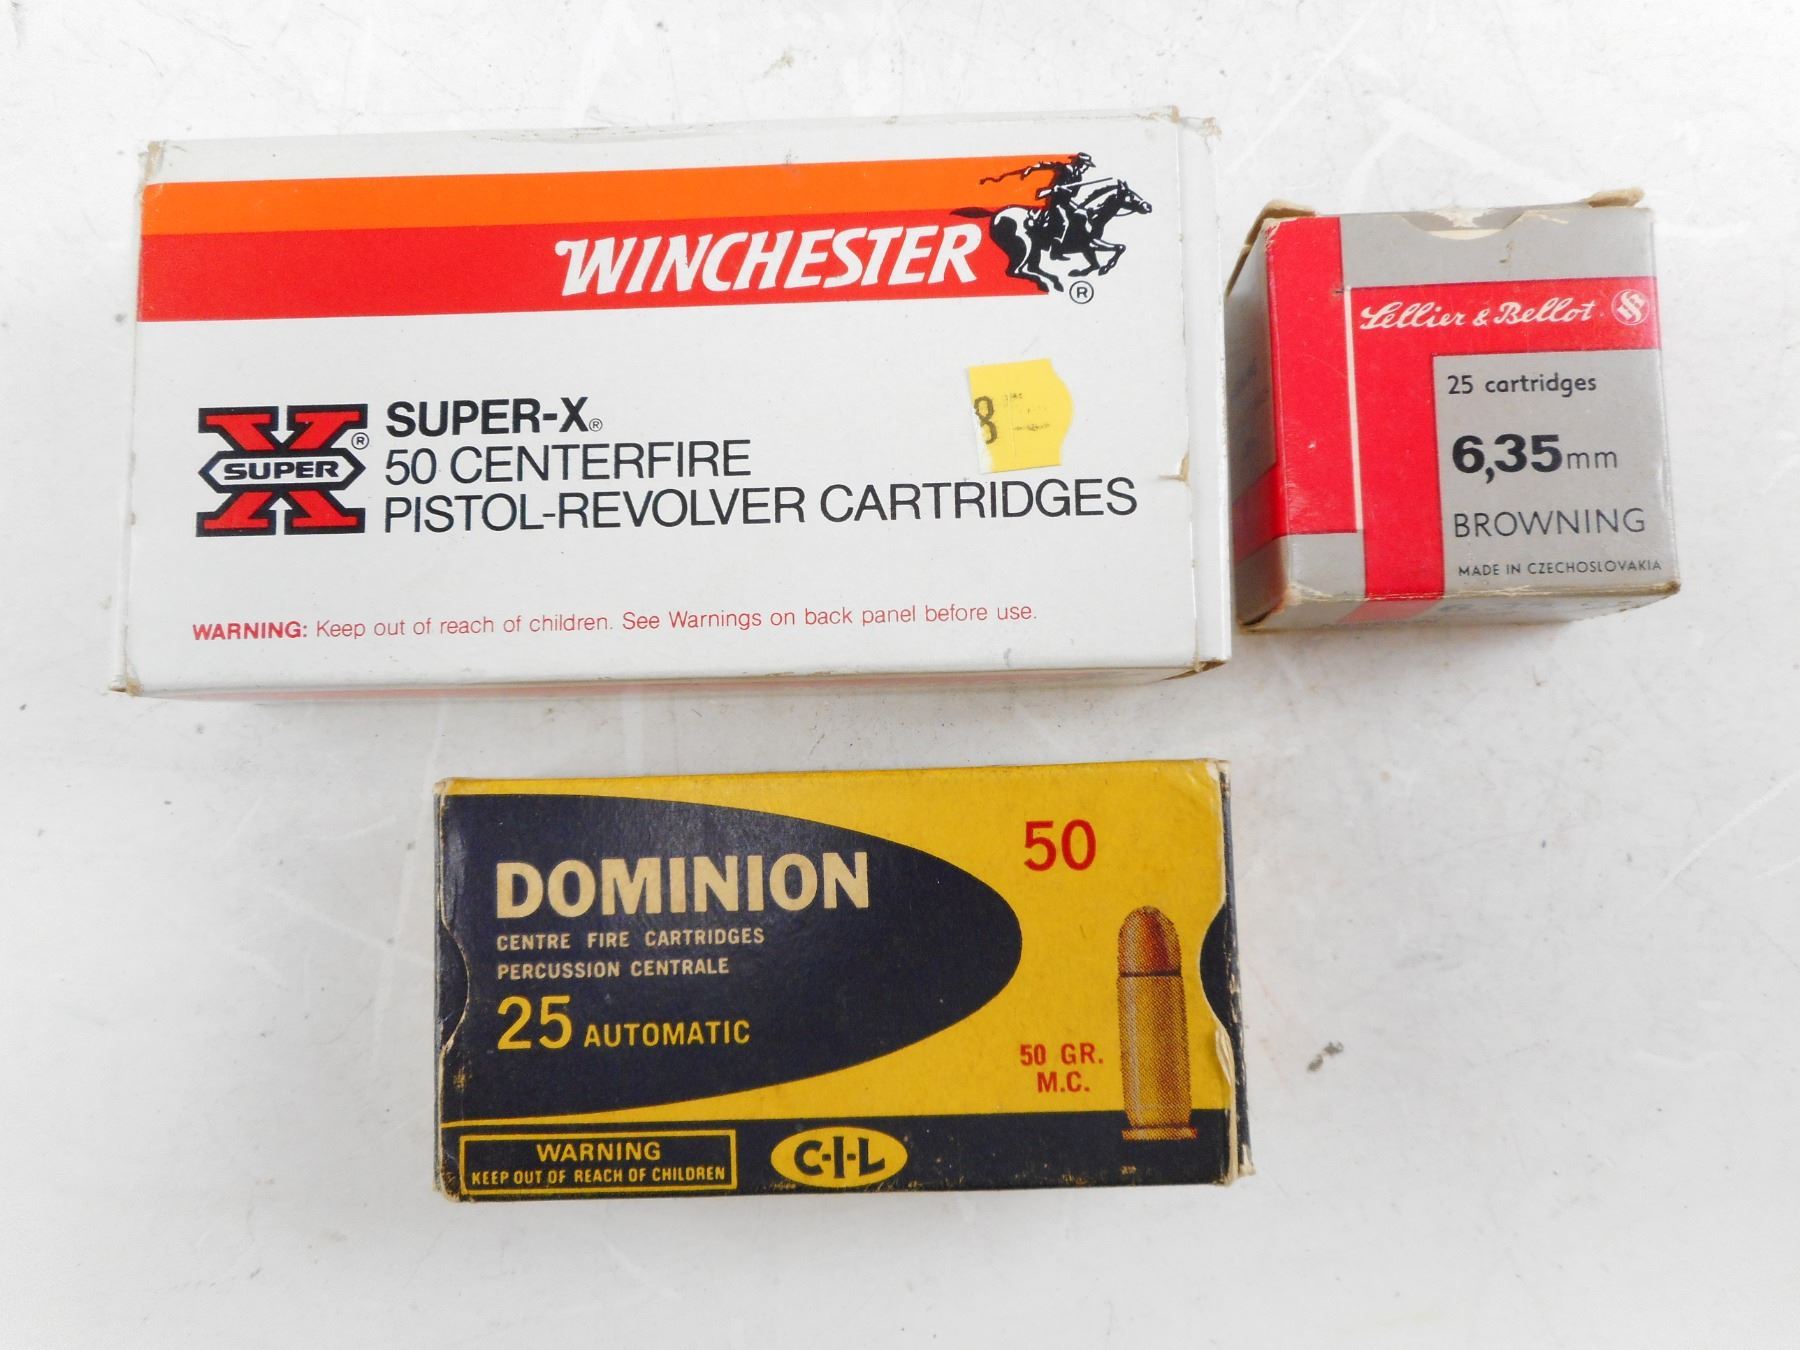 WINCHESTER
®
SUPER
®
SUPER-X®
50 CENTERFIRE
PISTOL-REVOLVER CARTRIDGES
8
WARNING: Keep out of reach of children. See Warnings on back panel before use.
Sellier & Bellot
25 cartridges
6,35mm
BROWNING
MADE IN CZECHOSLOVAKIA
DOMINION
CENTRE FIRE CARTRIDGES
PERCUSSION CENTRALE
25 AUTOMATIC
50
50 GR.
M.C.
WARNING
KEEP OUT OF REACH OF CHILDREN
C-I-L